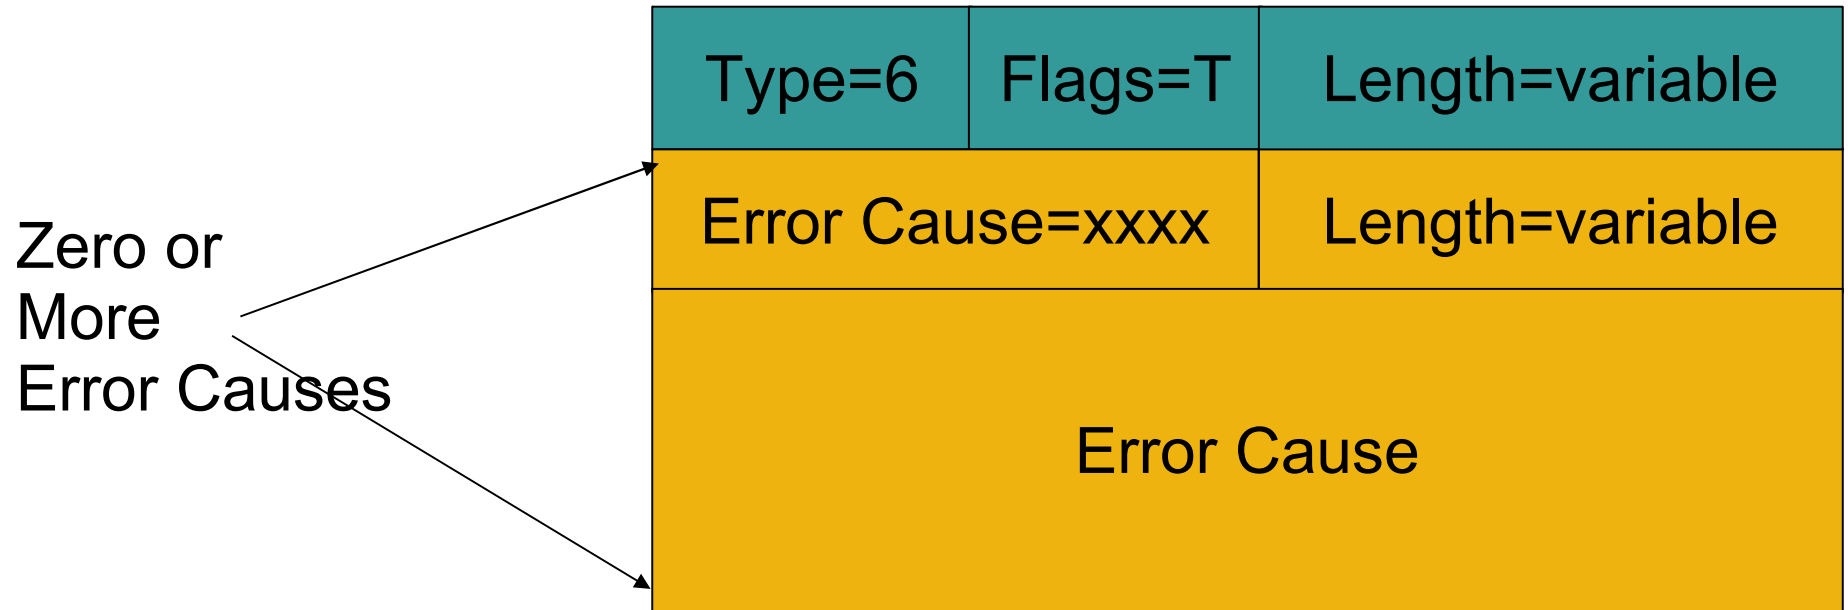 Type=6 Flags=T Length=variable
Error Cause=xxxx Length=variable
Zero or
More
Error Causes
Error Cause